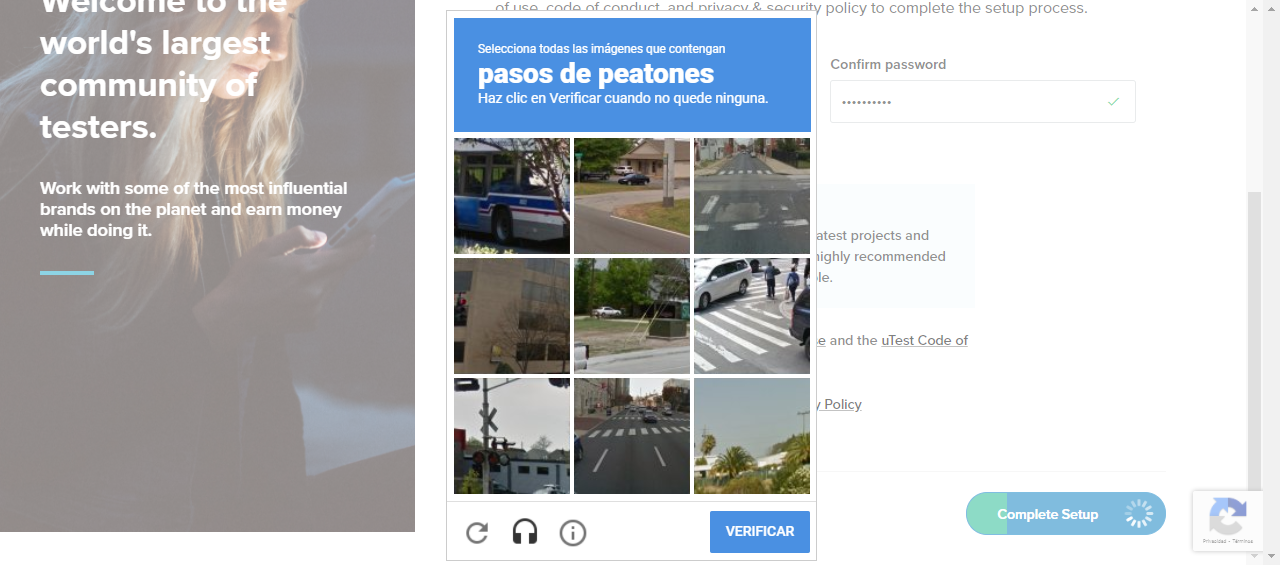 Welcome to the
world's largest
community of
testers.
Work with some of the most influential
brands on the planet and earn money
while doing it.
of use, code of conduct, and privacy & security policy to complete the setup process.
Selecciona todas las imágenes que contengan
pasos de peatones
Haz clic en Verificar cuando no quede ninguna.
Confirm password
••••••••••
atest projects and
highly recommended
ble.
se and the uTest Code of
y Policy
VERIFICAR
Complete Setup
Privacidad - Términos